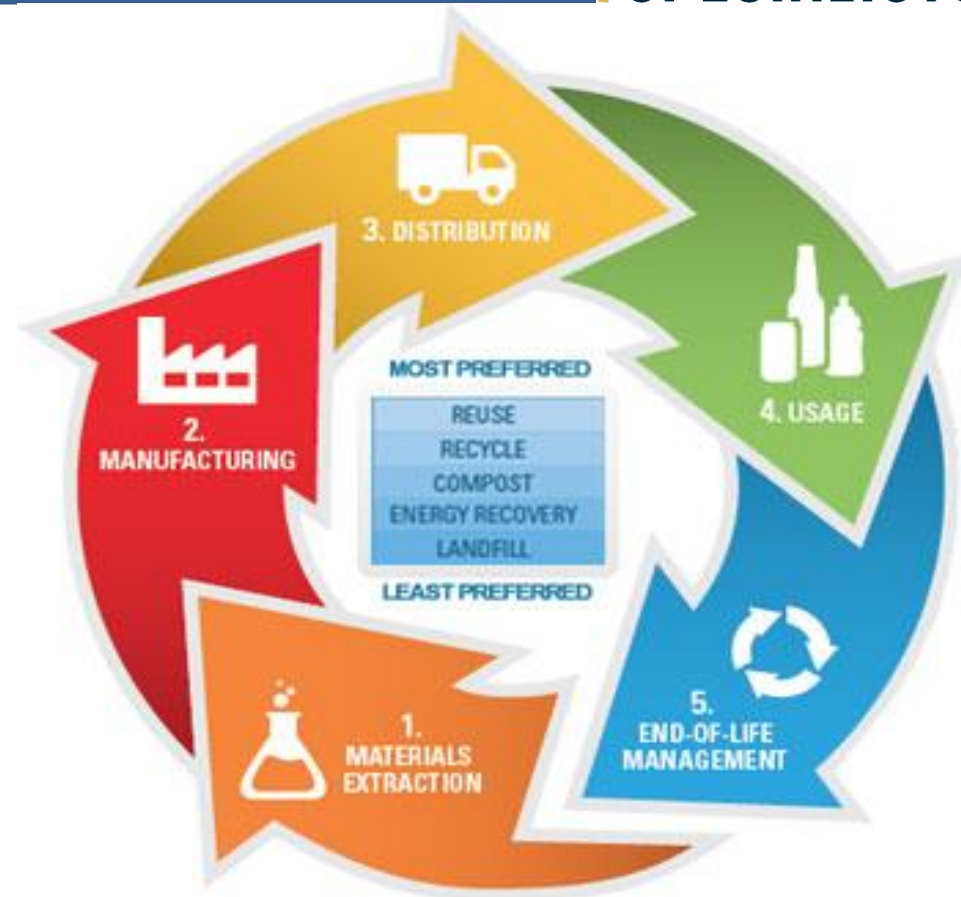 3. DISTRIBUTION
2.
MANUFACTURING
4. USAGE
MOST PREFERRED
REUSE
RECYCLE
COMPOST
ENERGY RECOVERY
LANDFILL
LEAST PREFERRED
1.
MATERIALS
EXTRACTION
5.
END-OF-LIFE
MANAGEMENT